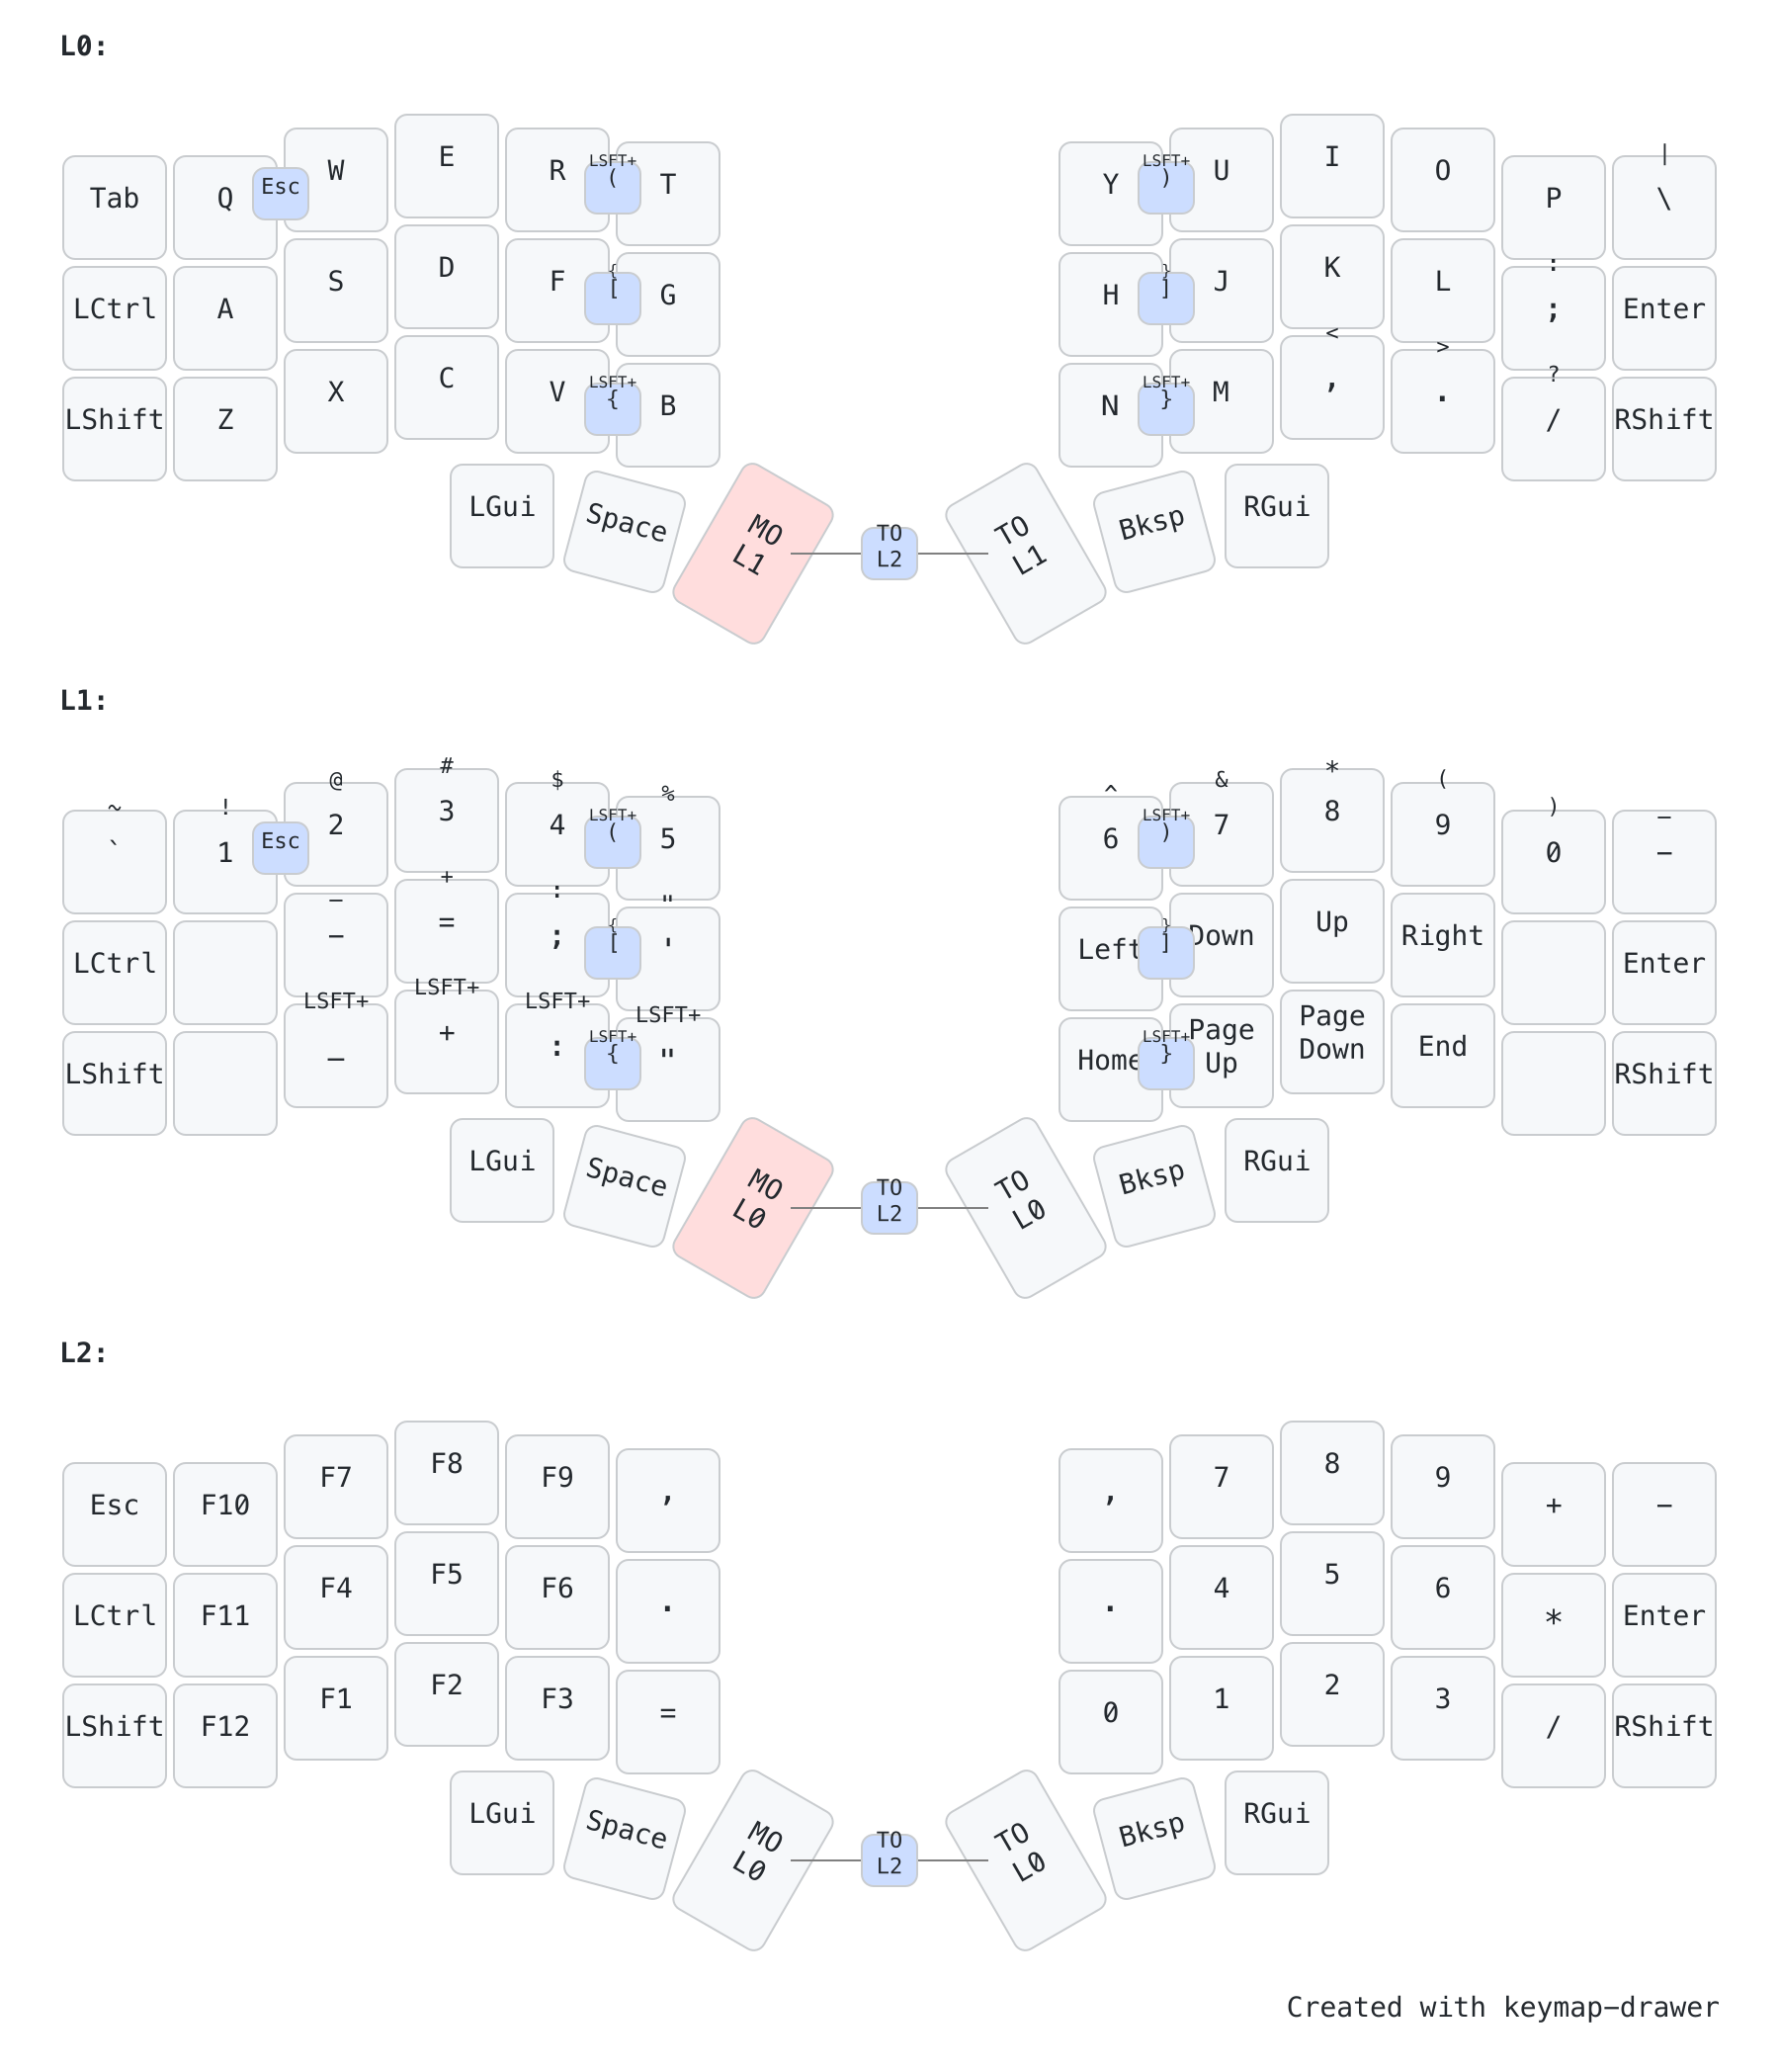 L0:
Tab Q Esc W E R LSFT+ ( T Y LSFT+ ) U I O P | \
LCtrl A S D F { [ G H } ] J K L : ; Enter
LShift Z X C V LSFT+ { B N LSFT+ } M < , > . ? / RShift
LGui Space MO L1 TO L2 TO L1 Bksp RGui
L1:
~ ` ! 1 Esc @ 2 # 3 $ 4 LSFT+ ( % 5 ^ 6 LSFT+ ) & 7 * 8 ( 9 ) 0 _ -
LCtrl _ - + = : ; { [ " ' Left } ] Down Up Right Enter
LShift LSFT+ _ LSFT+ + LSFT+ : LSFT+ { LSFT+ " Home LSFT+ } Page Up Page Down End RShift
LGui Space MO L0 TO L2 TO L0 Bksp RGui
L2:
Esc F10 F7 F8 F9 , , 7 8 9 + -
LCtrl F11 F4 F5 F6 . . 4 5 6 * Enter
LShift F12 F1 F2 F3 = 0 1 2 3 / RShift
LGui Space MO L0 TO L2 TO L0 Bksp RGui
Created with keymap-drawer